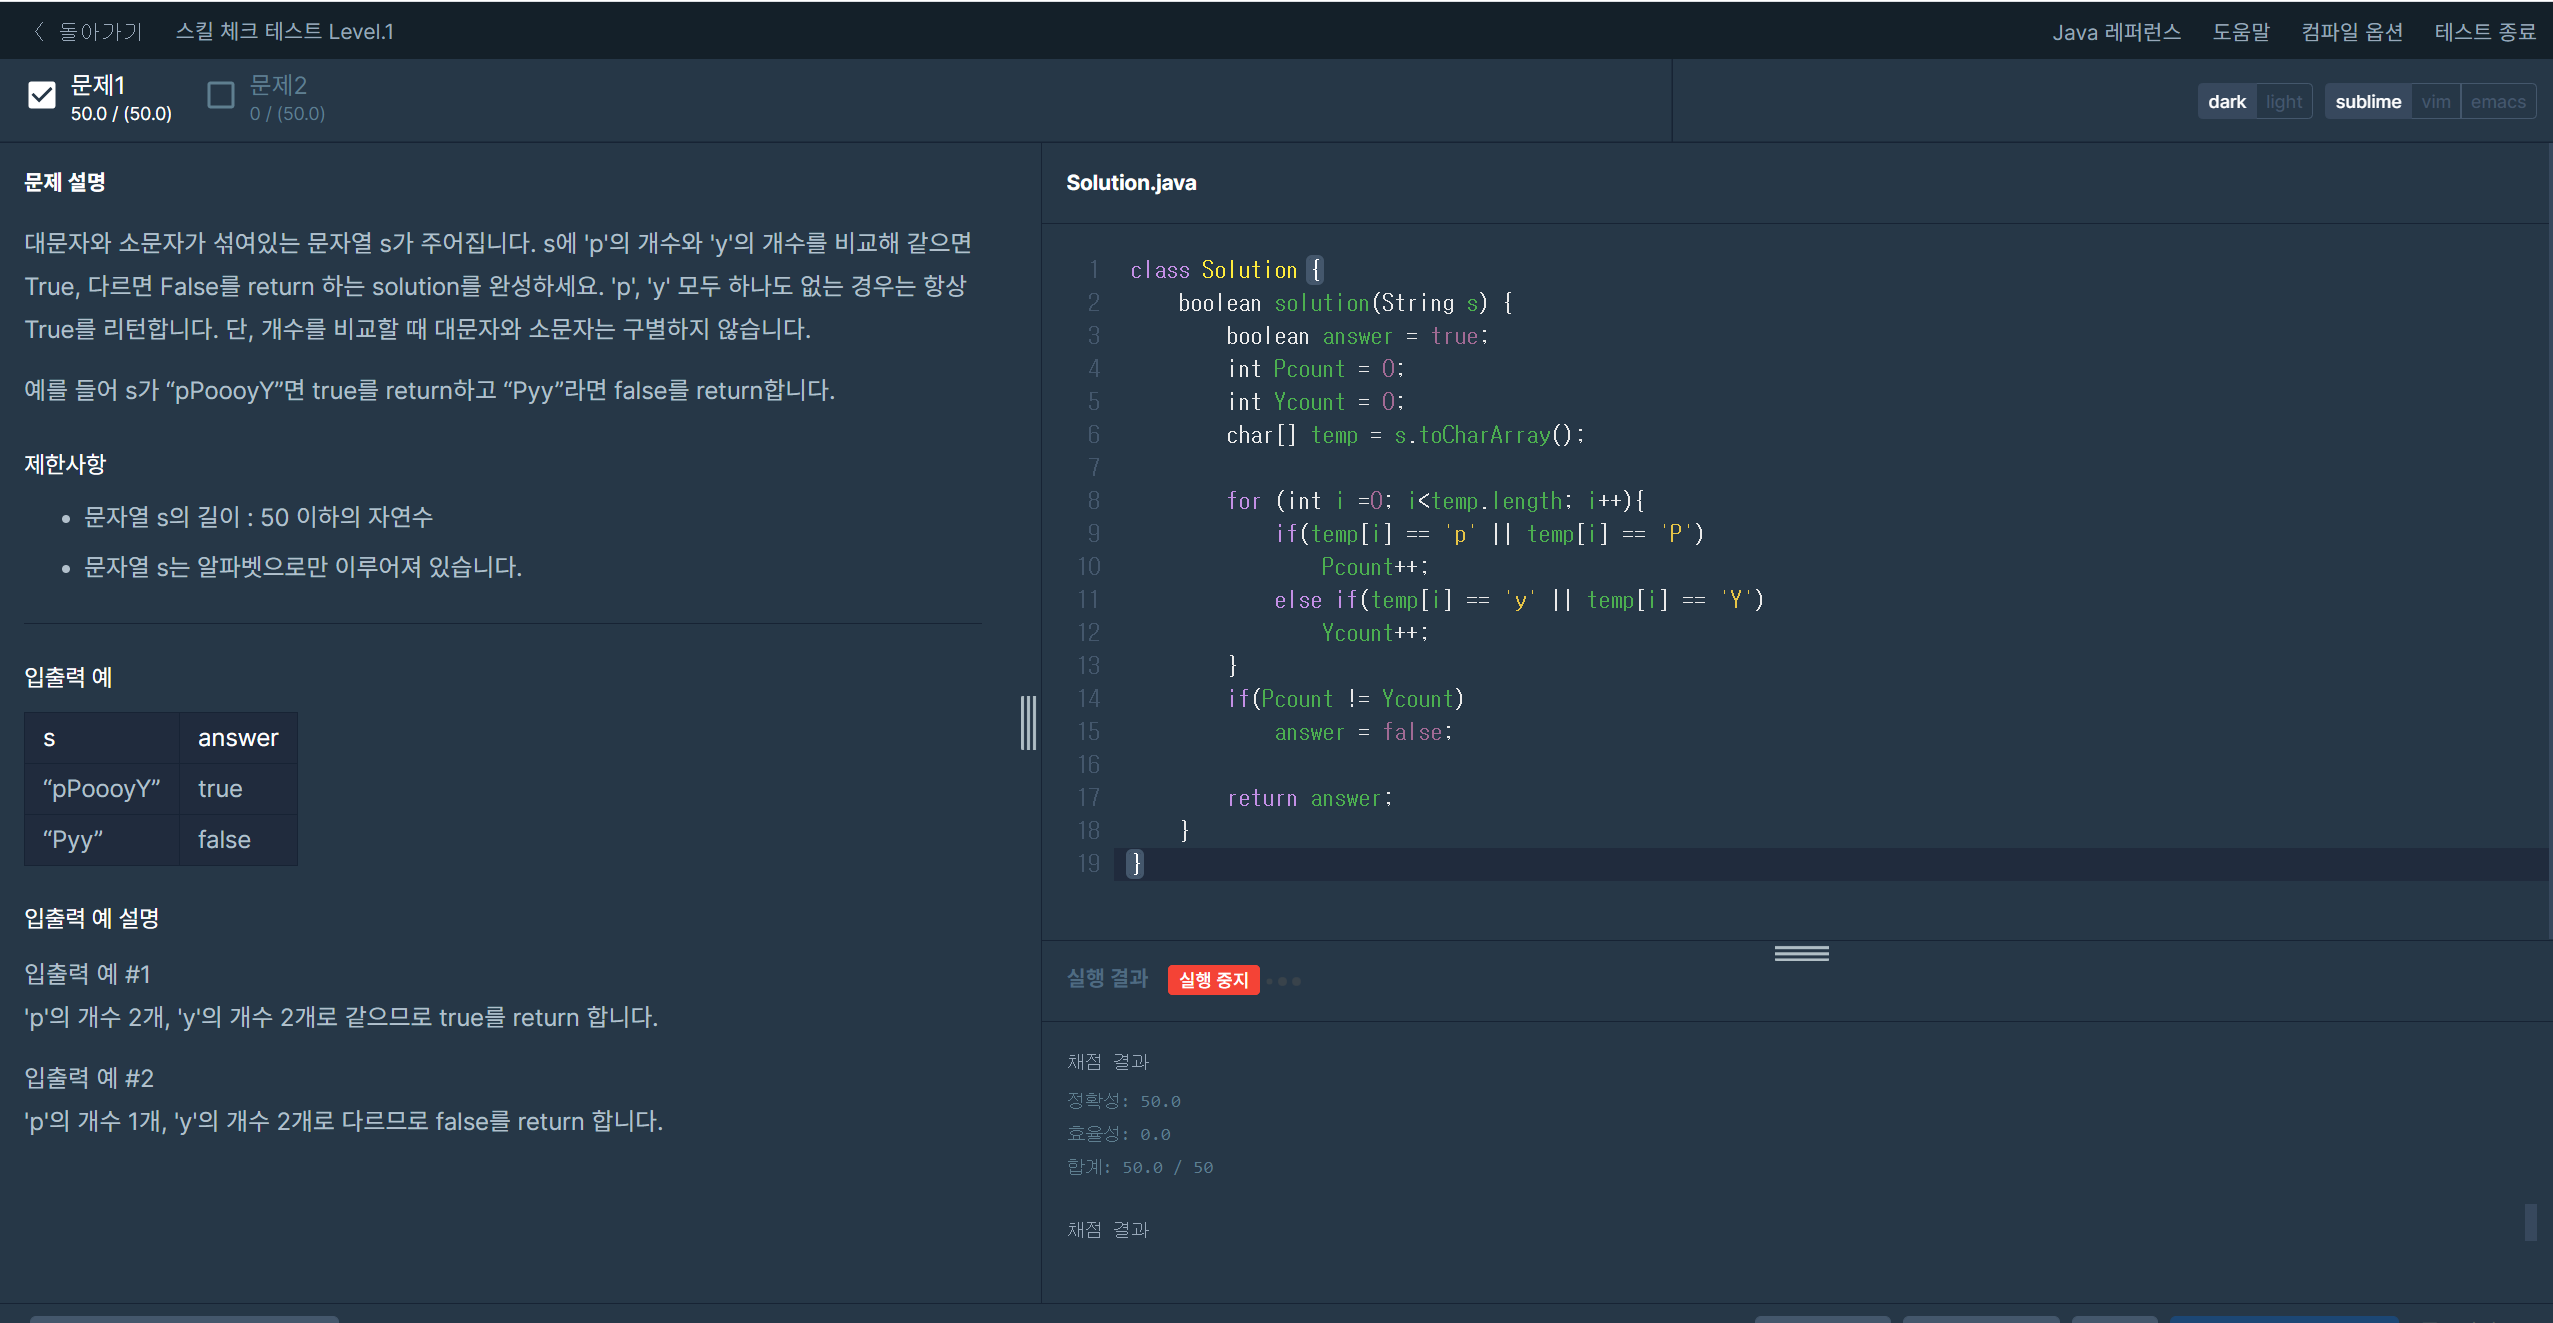 돌아가기 스킬 체크 테스트 Level.1 Java 레퍼런스 도움말 컴파일 옵션 테스트 종료
문제1 문제2
50.0 / (50.0) 0 / (50.0)
dark light sublime vim emacs
문제 설명
대문자와 소문자가 섞여있는 문자열 s가 주어집니다. s에 'p'의 개수와 'y'의 개수를 비교해 같으면
True, 다르면 False를 return 하는 solution를 완성하세요. 'p', 'y' 모두 하나도 없는 경우는 항상
True를 리턴합니다. 단, 개수를 비교할 때 대문자와 소문자는 구별하지 않습니다.
예를 들어 s가 “pPoooyY”면 true를 return하고 “Pyy”라면 false를 return합니다.
제한사항
• 문자열 s의 길이 : 50 이하의 자연수
• 문자열 s는 알파벳으로만 이루어져 있습니다.
입출력 예
s answer
“pPoooyY” true
“Pyy” false
입출력 예 설명
입출력 예 #1
'p'의 개수 2개, 'y'의 개수 2개로 같으므로 true를 return 합니다.
입출력 예 #2
'p'의 개수 1개, 'y'의 개수 2개로 다르므로 false를 return 합니다.
Solution.java
1 class Solution {
2 boolean solution(String s) {
3 boolean answer = true;
4 int Pcount = 0;
5 int Ycount = 0;
6 char[] temp = s.toCharArray();
7
8 for (int i =0; i<temp.length; i++){
9 if(temp[i] == 'p' || temp[i] == 'P')
10 Pcount++;
11 else if(temp[i] == 'y' || temp[i] == 'Y')
12 Ycount++;
13 }
14 if(Pcount != Ycount)
15 answer = false;
16
17 return answer;
18 }
19 }
실행 결과 실행 중지
채점 결과
정확성: 50.0
효율성: 0.0
합계: 50.0 / 50
채점 결과